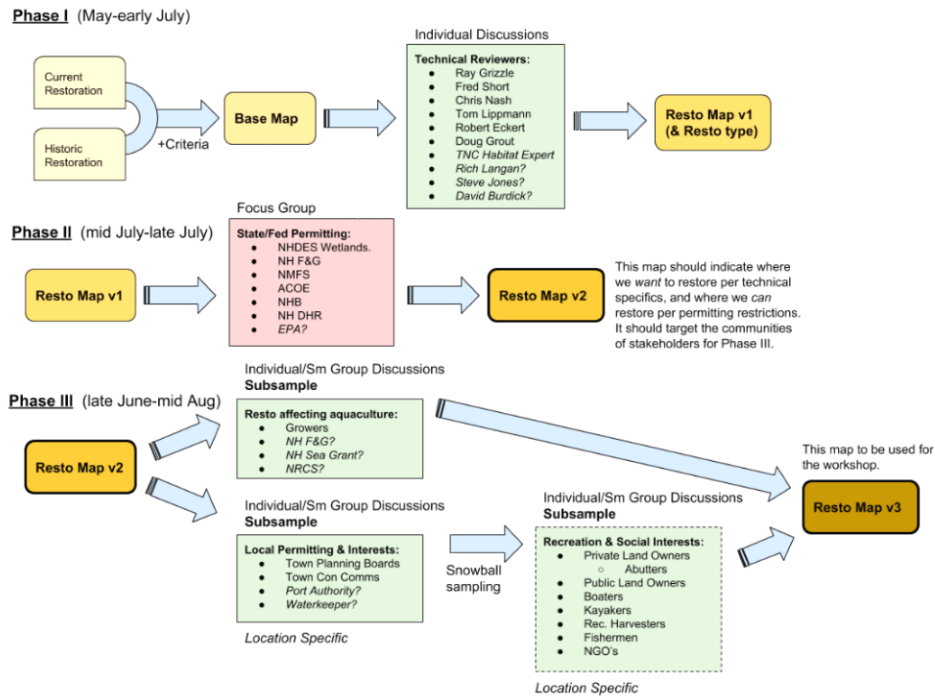 Phase I (May-early July)
Current
Restoration
Historic
Restoration
+Criteria
Base Map
Individual Discussions
Technical Reviewers:
● Ray Grizzle
● Fred Short
● Chris Nash
● Tom Lippmann
● Robert Eckert
● Doug Grout
● TNC Habitat Expert
● Rich Langan?
● Steve Jones?
● David Burdick?
Resto Map v1
(& Resto type)
Phase II (mid July-late July)
Resto Map v1
Focus Group
State/Fed Permitting:
● NHDES Wetlands.
● NH F&G
● NMFS
● ACOE
● NHB
● NH DHR
● EPA?
Resto Map v2
This map should indicate where
we want to restore per technical
specifics, and where we can
restore per permitting restrictions.
It should target the communities
of stakeholders for Phase III.
Phase III (late June-mid Aug)
Resto Map v2
Individual/Sm Group Discussions
Subsample
Resto affecting aquaculture:
● Growers
● NH F&G?
● NH Sea Grant?
● NRCS?
Individual/Sm Group Discussions
Subsample
Local Permitting & Interests:
● Town Planning Boards
● Town Con Comms
● Port Authority?
● Waterkeeper?
Location Specific
Snowball
sampling
Individual/Sm Group Discussions
Subsample
Recreation & Social Interests:
● Private Land Owners
○ Abutters
● Public Land Owners
● Boaters
● Kayakers
● Rec. Harvesters
● Fishermen
● NGO's
Location Specific
This map to be used for
the workshop.
Resto Map v3